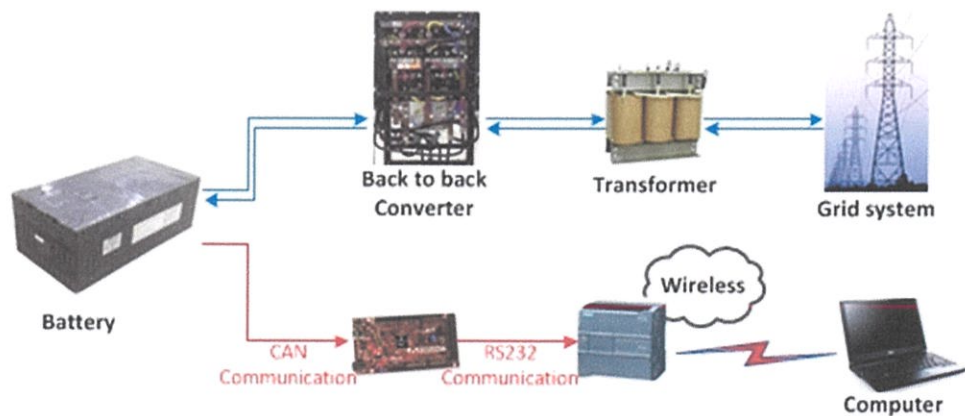 Back to back
Converter
Transformer
Grid system
Battery
Wireless
CAN
Communication
RS232
Communication
Computer